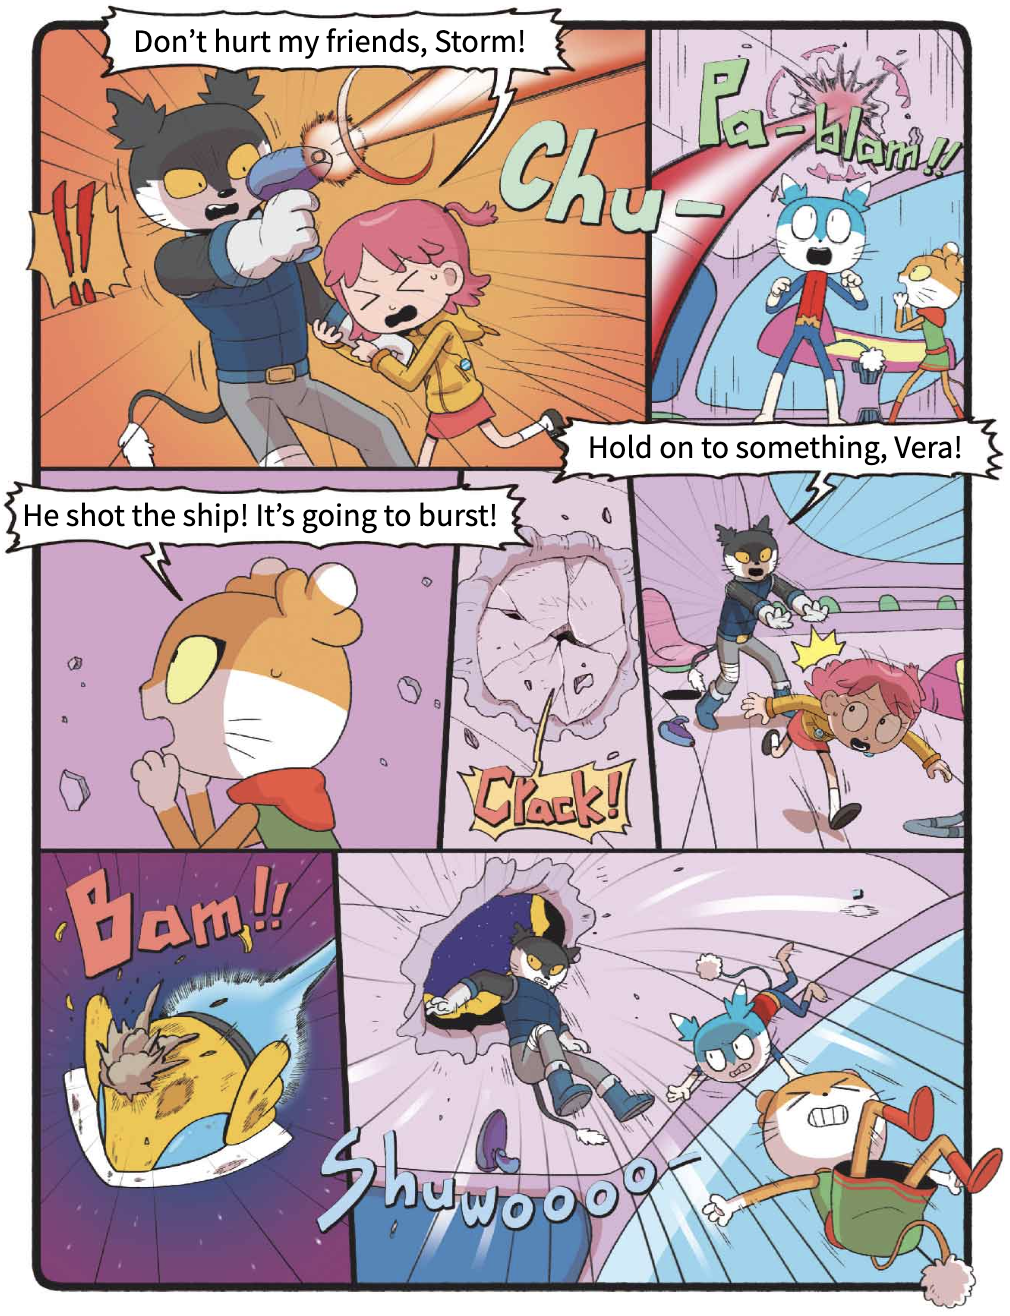 Don't hurt my friends, Storm!
!!
Chu-
Pa-blam!!
He shot the ship! It's going to burst!
Crack!
Hold on to something, Vera!
Bam!!
Shuwoooo-